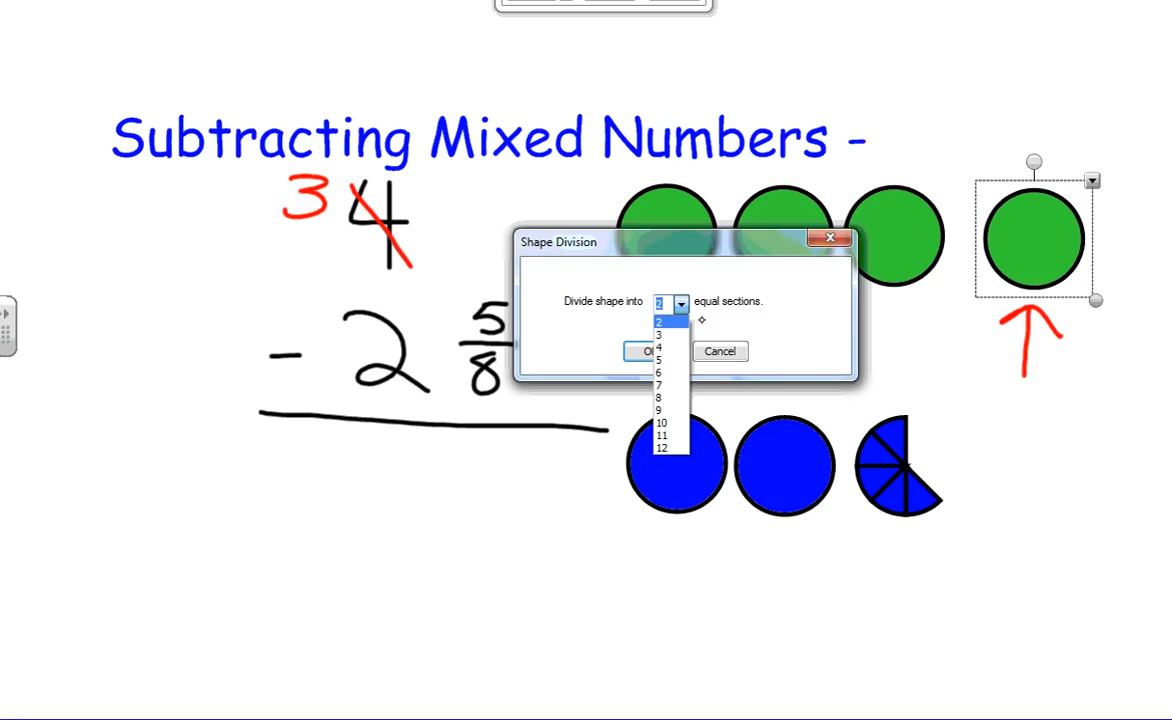 Subtracting Mixed Numbers -
3 4
Shape Division
Divide shape into 2 equal sections.
2
3
4
5
6
7
8
9
10
11
12
Cancel
- 2 5/8